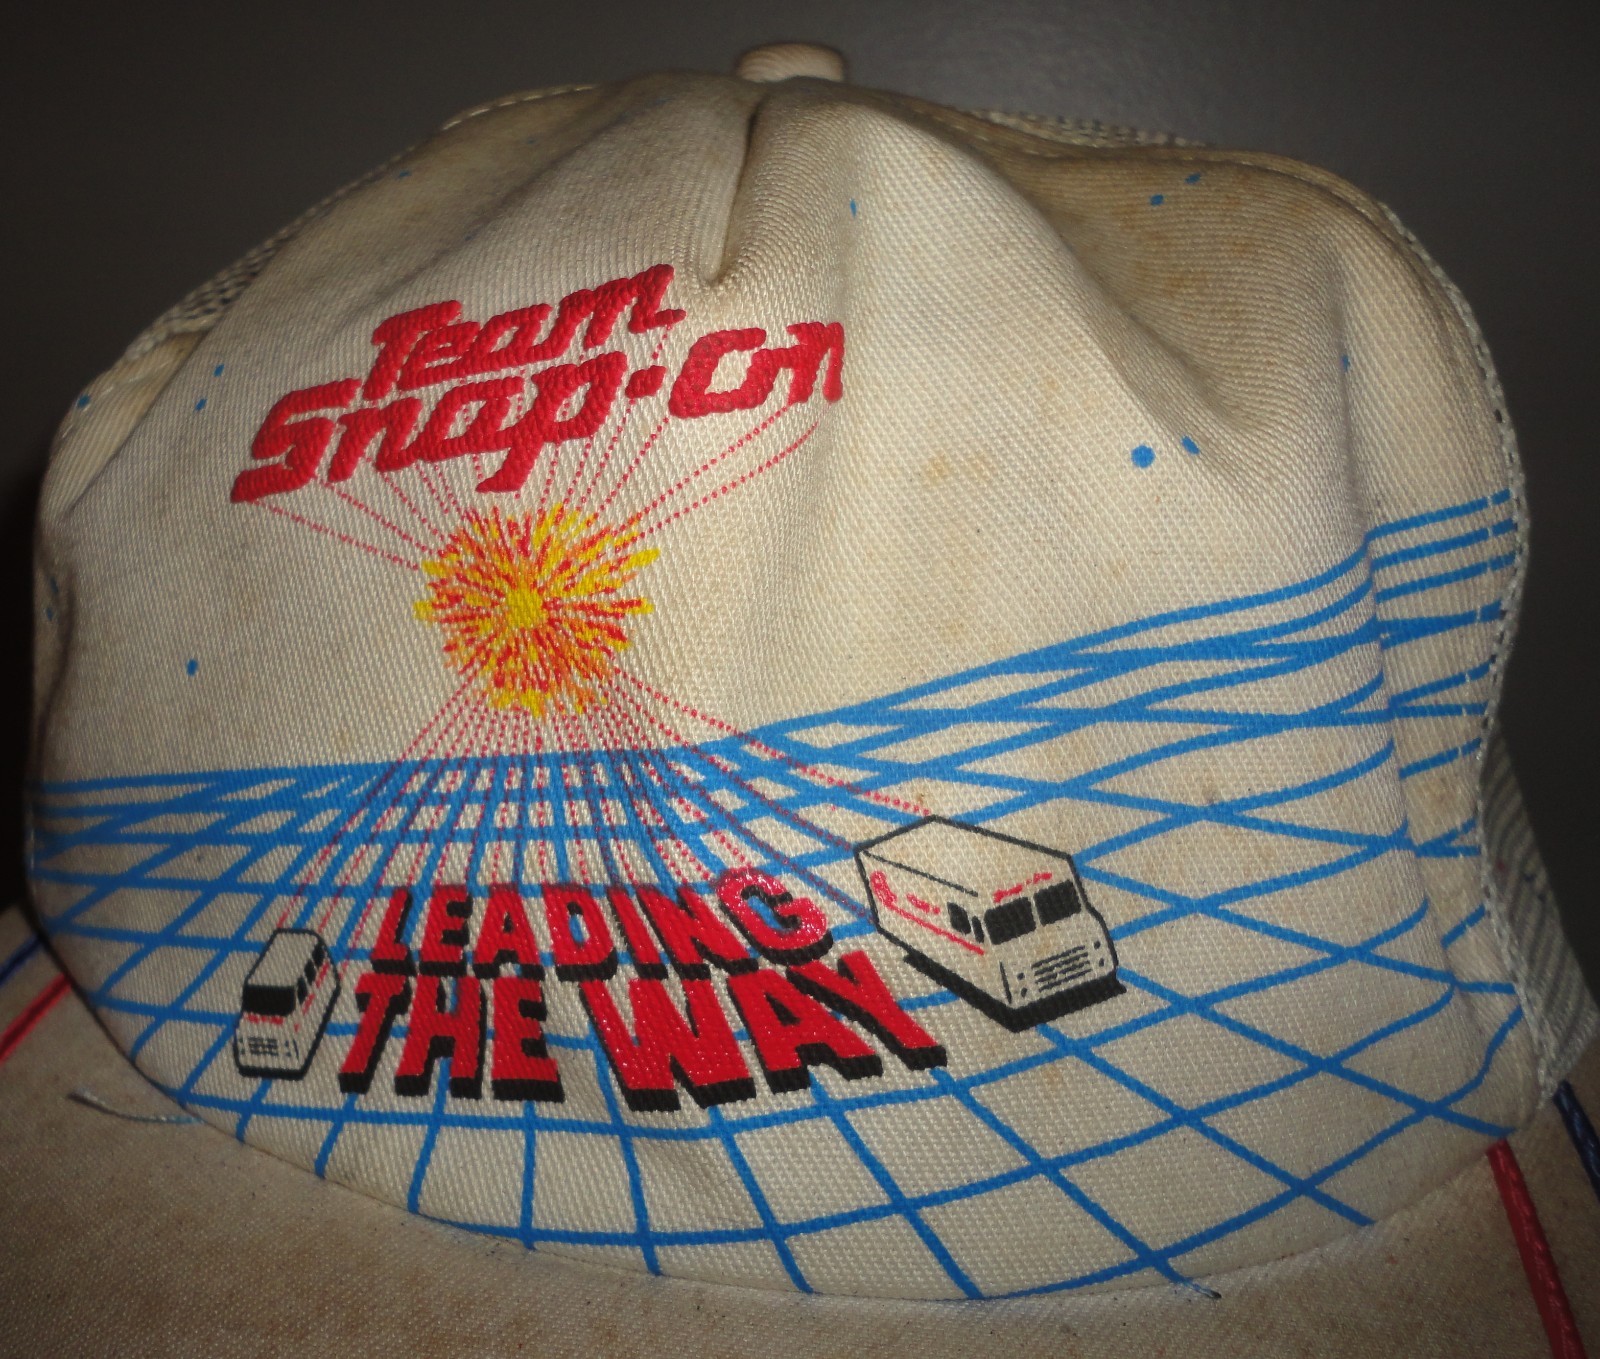 Team
Snap-on
LEADING
THE WAY